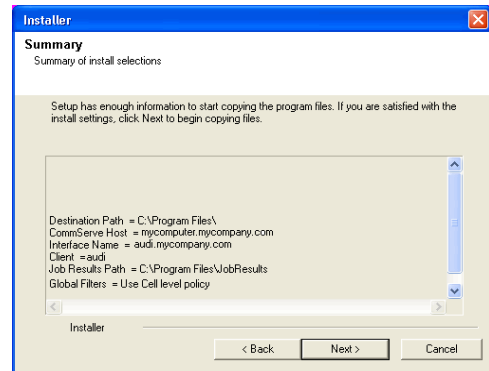 Installer
Summary
Summary of install selections
Setup has enough information to start copying the program files. If you are satisfied with the
install settings, click Next to begin copying files.
Destination Path = C:\Program Files\
CommServe Host = mycomputer.mycompany.com
Interface Name = audi.mycompany.com
Client =audi
Job Results Path = C:\Program Files\JobResults
Global Filters = Use Cell level policy
Installer
< Back Next > Cancel